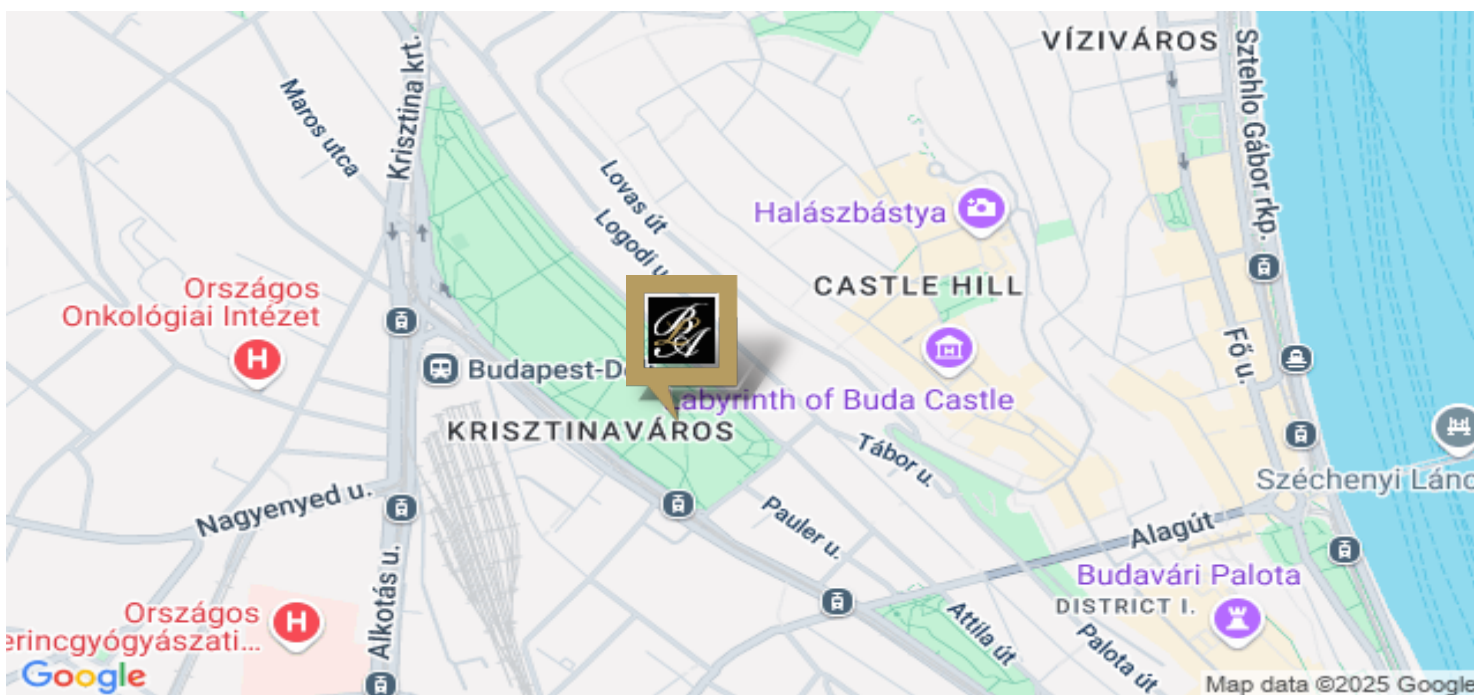 VÍZIVÁROS
Krisztina krt.
Maros utca
Sztehlo Gábor rkp.
Lovas út
Logodi u.
Halászbástya
CASTLE HILL
Országos
Onkológiai Intézet
H
Fő u.
Budapest-D
Labyrinth of Buda Castle
KRISZTINAVÁROS
Tábor u.
Széchenyi Lánc
Nagyenyed u.
Pauler u.
Alagút
Alkotás u.
Budavári Palota
DISTRICT I.
Országos
erincgyógyászati...
H
Attila út
Palota út
Google
Map data ©2025 Google